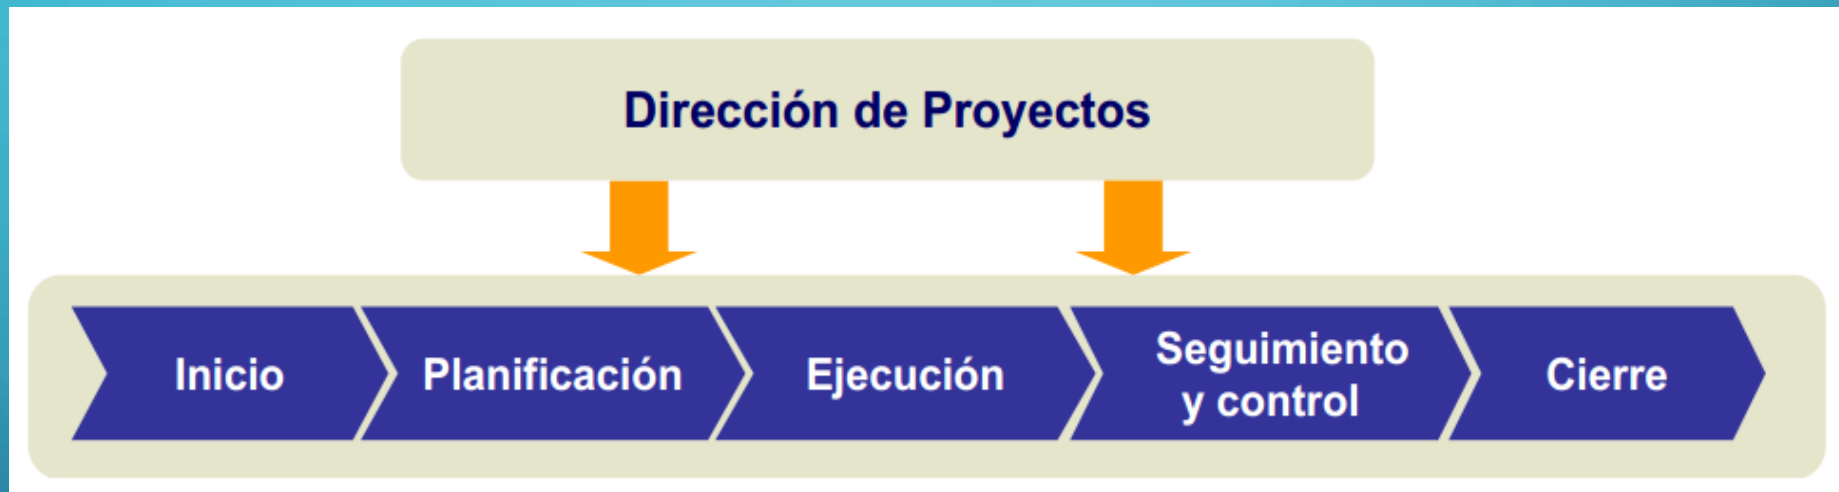 Dirección de Proyectos
Inicio
Planificación
Ejecución
Seguimiento
y control
Cierre